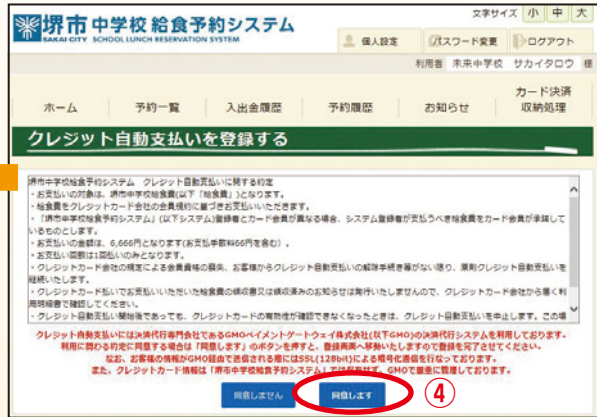 文字サイズ 小 中 大
堺市 中学校 給食予約システム
SAKAI CITY SCHOOL LUNCH RESERVATION SYSTEM
個人設定 パスワード変更 ログアウト
利用者 未来中学校 サカイタロウ 様
ホーム 予約一覧 入出金履歴 予約履歴 お知らせ カード決済収納処理
クレジット自動支払いを登録する
堺市中学校給食予約システム クレジット自動支払いに関する約定
・お支払いの対象は、堺市中学校給食費(以下「給食費」)となります。
・給食費をクレジットカード会社の会員規約に基づきお支払いいただきます。
・「堺市中学校給食予約システム」(以下システム)登録者とカード会員が異なる場合、システム登録者が支払うべき給食費をカード会員が承諾して
いるものとします。
・お支払いの金額は、6,666円となります(お支払手数料66円を含む)。
・お支払い回数は1回払いのみとなります。
・クレジットカード会社の規定による会員資格の喪失、お客様からクレジット自動支払いの解除手続き等がない限り、原則クレジット自動支払いを
継続いたします。
・クレジットカード払いでお支払いいただいた給食費の領収書又は領収済みのお知らせは発行いたしませんので、クレジットカード会社から届く利
用明細書で確認してください。
・クレジット自動支払い開始後であっても、クレジットカードの有効性が確認できなくなったときは、クレジット自動支払いを中止します。この場
クレジット自動支払いには決済代行専門会社であるGMOペイメントゲートウェイ株式会社(以下GMO)の決済代行システムを利用しております。
利用に関わる約定に同意する場合は「同意します」のボタンを押すと、登録画面へ移動いたしますので登録を完了させてください。
なお、お客様の情報がGMO経由で送信される際にはSSL(128bit)による暗号化通信を行なっております。
また、クレジットカード情報は「堺市中学校給食予約システム」では保存せず、GMOで厳重に管理しております。
同意しません 同意します ④